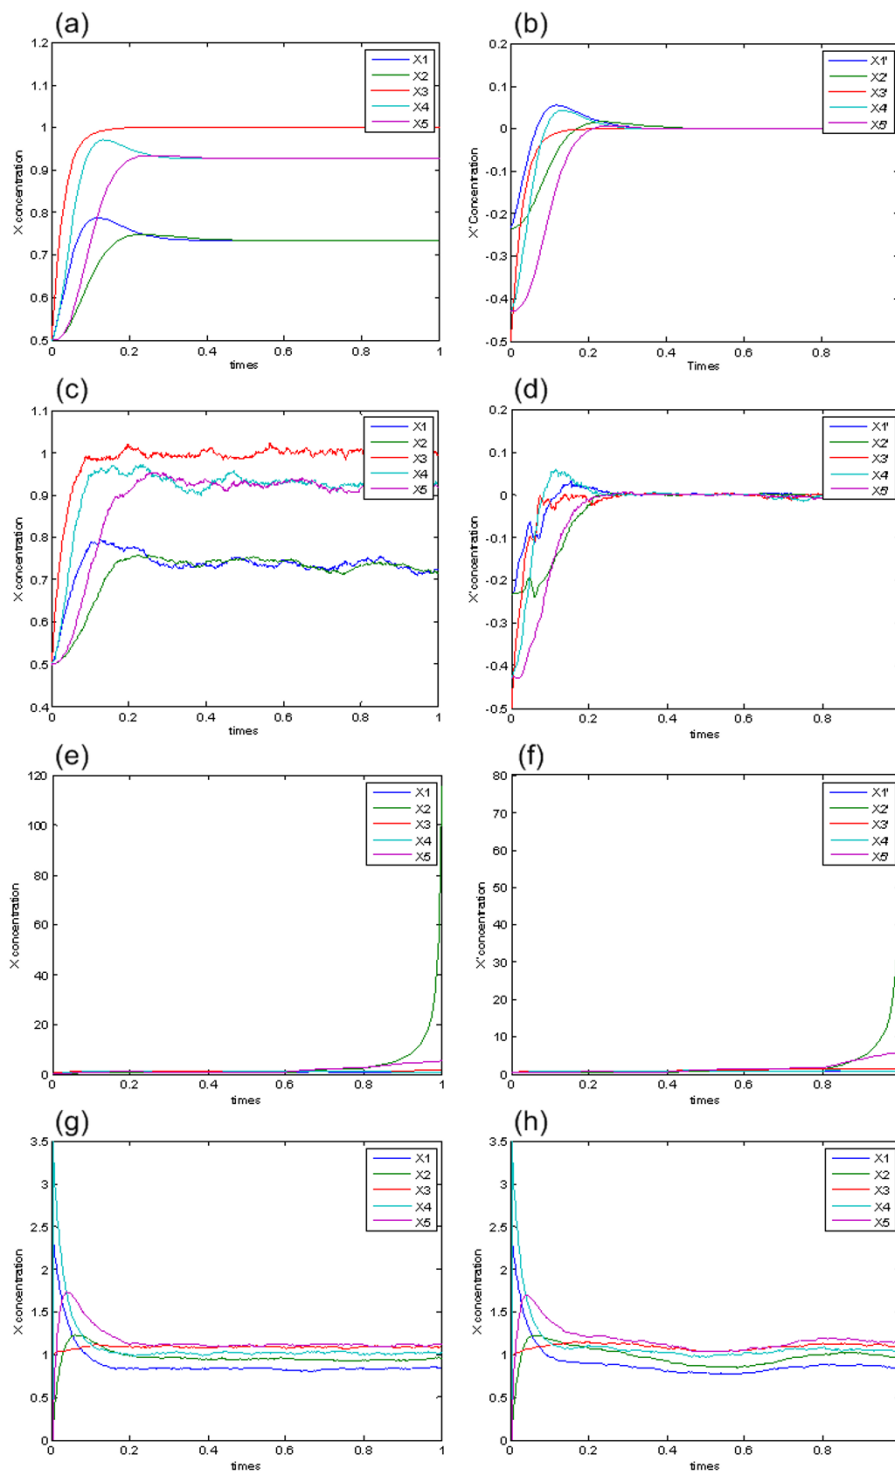 (a)
1.2
1.1
1
0.9
0.8
0.7
0.6
0.5
X concentration
0
0.2
0.4
0.6
0.8
1
times
X1
X2
X3
X4
X5
(b)
0.2
0.1
0
-0.1
-0.2
-0.3
-0.4
-0.5
X' Concentration
0
0.2
0.4
0.6
0.8
Times
X1'
X2'
X3'
X4'
X5'
(c)
1.1
1
0.9
0.8
0.7
0.6
0.5
0.4
X concentration
0
0.2
0.4
0.6
0.8
1
times
X1
X2
X3
X4
X5
(d)
0.2
0.1
0
-0.1
-0.2
-0.3
-0.4
-0.5
X' concentration
0
0.2
0.4
0.6
0.8
times
X1'
X2'
X3'
X4'
X5'
(e)
120
100
80
60
40
20
0
X concentration
0
0.2
0.4
0.6
0.8
1
times
X1
X2
X3
X4
X5
(f)
80
70
60
50
40
30
20
10
0
X' concentration
0
0.2
0.4
0.6
0.8
times
X1'
X2'
X3'
X4'
X5'
(g)
3.5
3
2.5
2
1.5
1
0.5
0
X concentration
0
0.2
0.4
0.6
0.8
1
times
X1
X2
X3
X4
X5
(h)
3.5
3
2.5
2
1.5
1
0.5
0
X concentration
0
0.2
0.4
0.6
0.8
times
X1
X2
X3
X4
X5